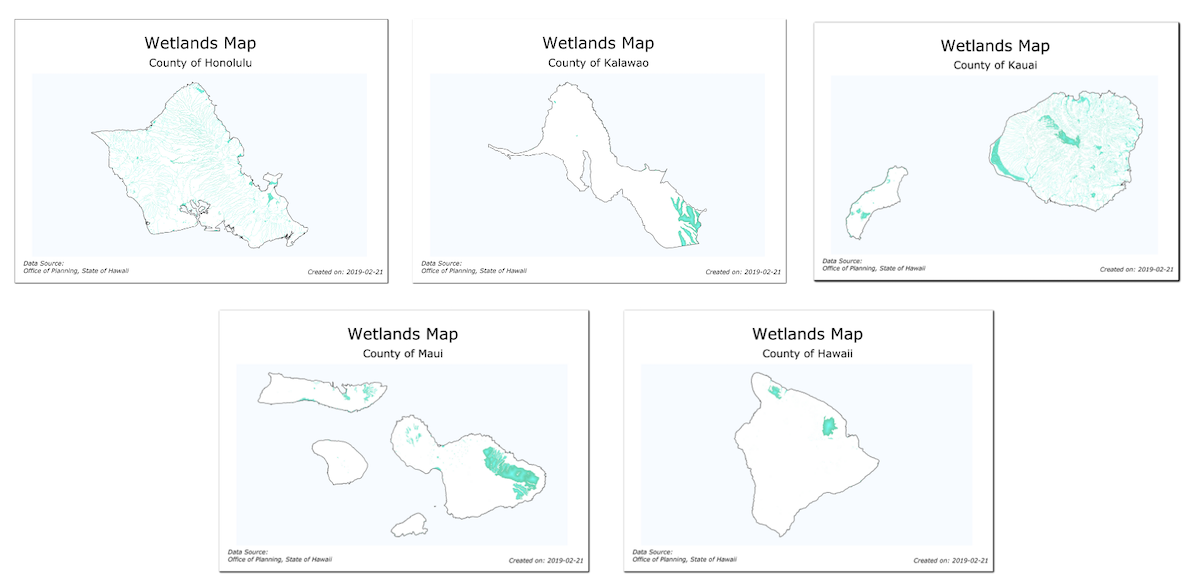 Wetlands Map
County of Honolulu
Data Source:
Office of Planning, State of Hawaii
Created on: 2019-02-21
Wetlands Map
County of Kalawao
Data Source:
Office of Planning, State of Hawaii
Created on: 2019-02-21
Wetlands Map
County of Kauai
Data Source:
Office of Planning, State of Hawaii
Created on: 2019-02-21
Wetlands Map
County of Maui
Data Source:
Office of Planning, State of Hawaii
Created on: 2019-02-21
Wetlands Map
County of Hawaii
Data Source:
Office of Planning, State of Hawaii
Created on: 2019-02-21